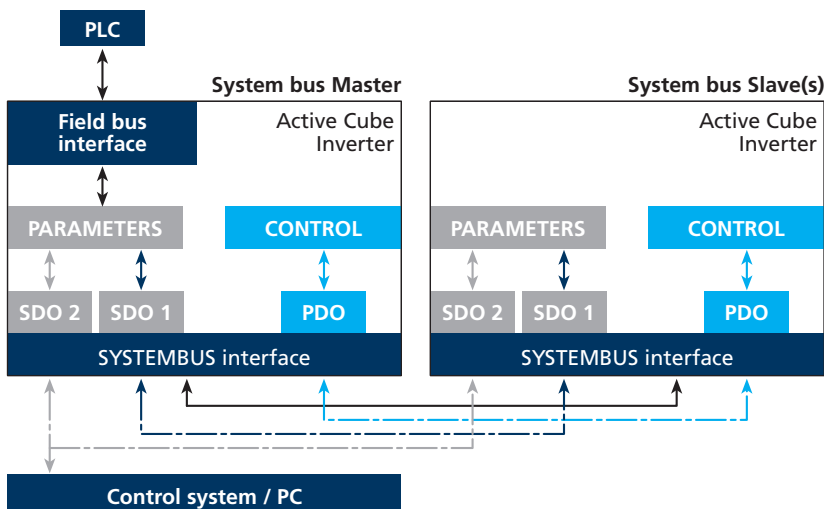 PLC
System bus Master
System bus Slave(s)
Field bus
interface
Active Cube
Inverter
Active Cube
Inverter
PARAMETERS
CONTROL
PARAMETERS
CONTROL
SDO 2
SDO 1
PDO
SDO 2
SDO 1
PDO
SYSTEMBUS interface
SYSTEMBUS interface
Control system / PC